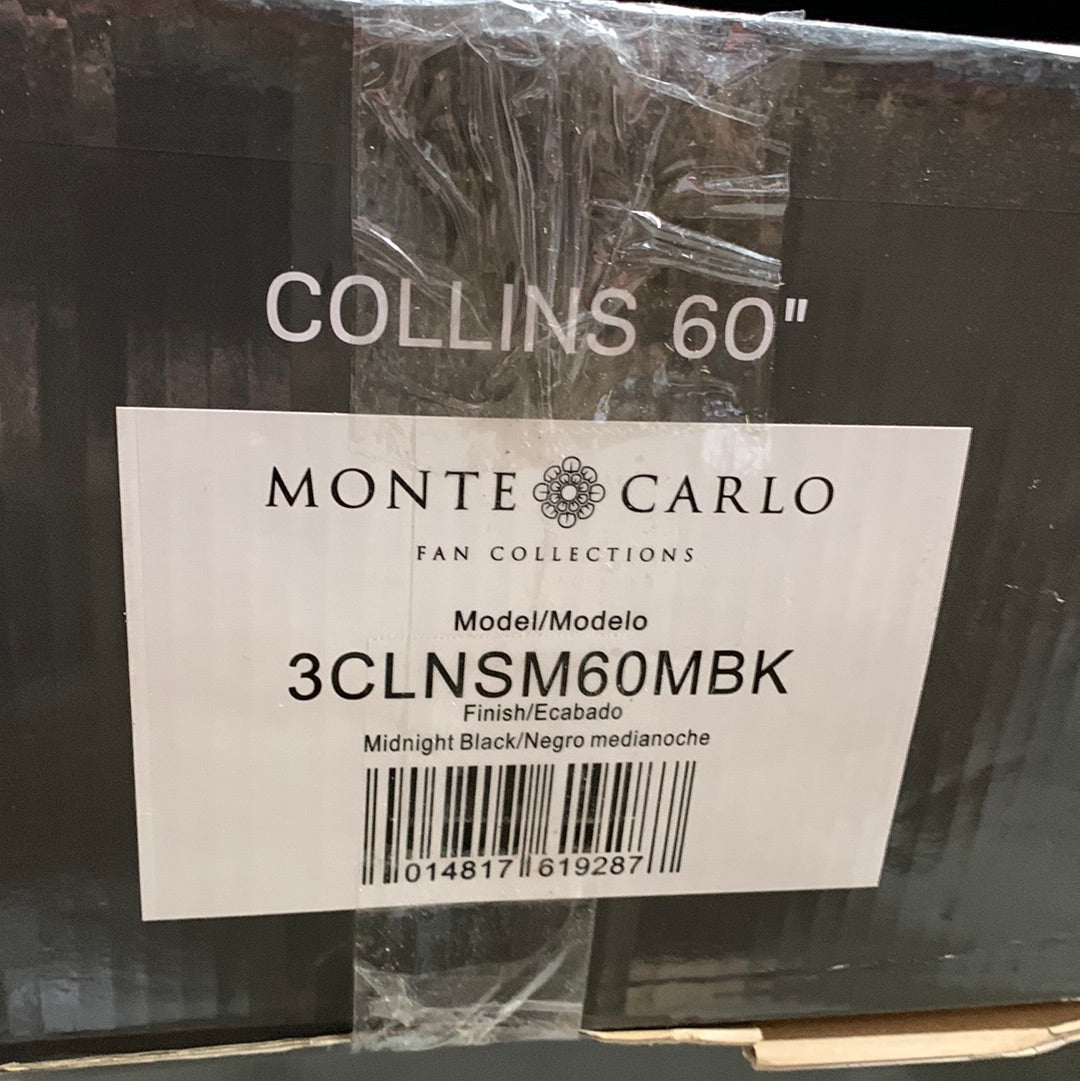 COLLINS 60"
MONTE CARLO
FAN COLLECTIONS
Model/Modelo
3CLNSM60MBK
Finish/Ecabado
Midnight Black/Negro medianoche
014817 619287